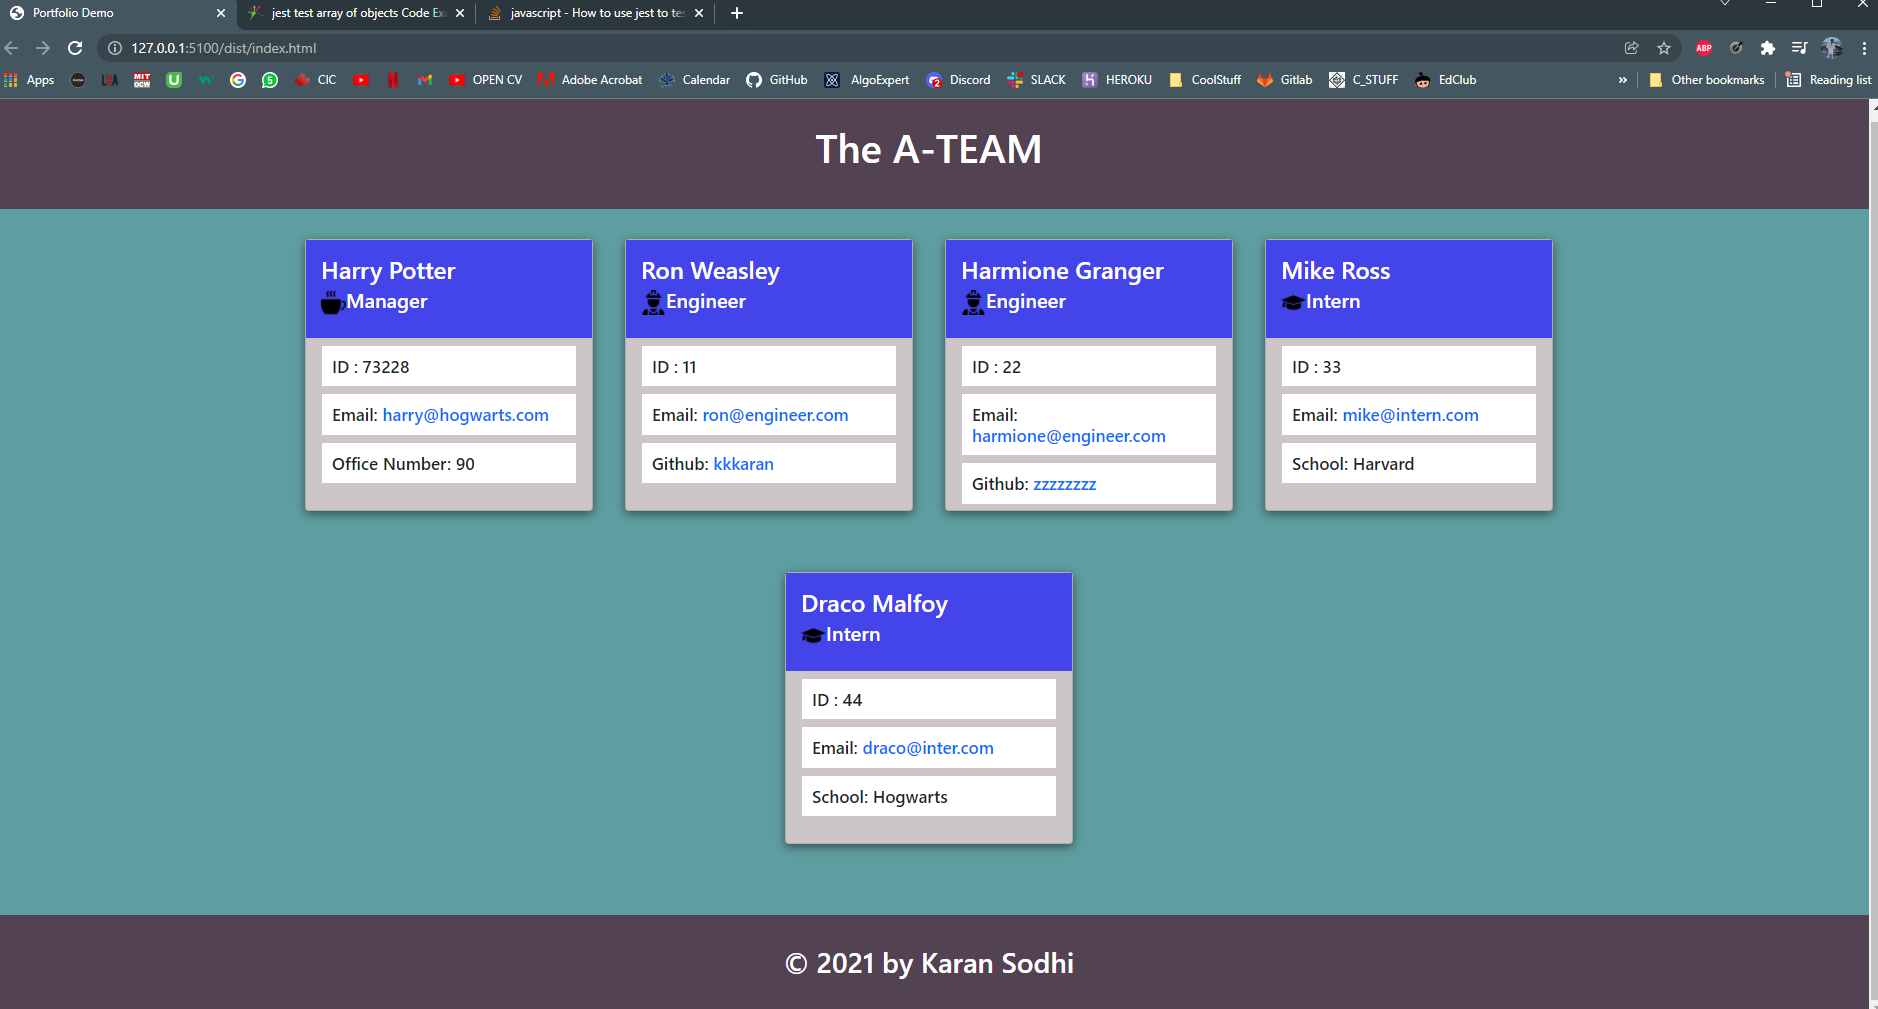 Portfolio Demo
jest test array of objects Code Ex
javascript - How to use jest to te
127.0.0.1:5100/dist/index.html
ABP
Apps
MIT
OCW
U
G
5
CIC
OPEN CV
Adobe Acrobat
Calendar
GitHub
AlgoExpert
2
Discord
SLACK
HEROKU
CoolStuff
Gitlab
C_STUFF
EdClub
»
Other bookmarks
Reading list
The A-TEAM
Harry Potter
Manager
ID : 73228
Email: harry@hogwarts.com
Office Number: 90
Ron Weasley
Engineer
ID : 11
Email: ron@engineer.com
Github: kkkaran
Harmione Granger
Engineer
ID : 22
Email:
harmione@engineer.com
Github: zzzzzzzz
Mike Ross
Intern
ID : 33
Email: mike@intern.com
School: Harvard
Draco Malfoy
Intern
ID : 44
Email: draco@inter.com
School: Hogwarts
© 2021 by Karan Sodhi